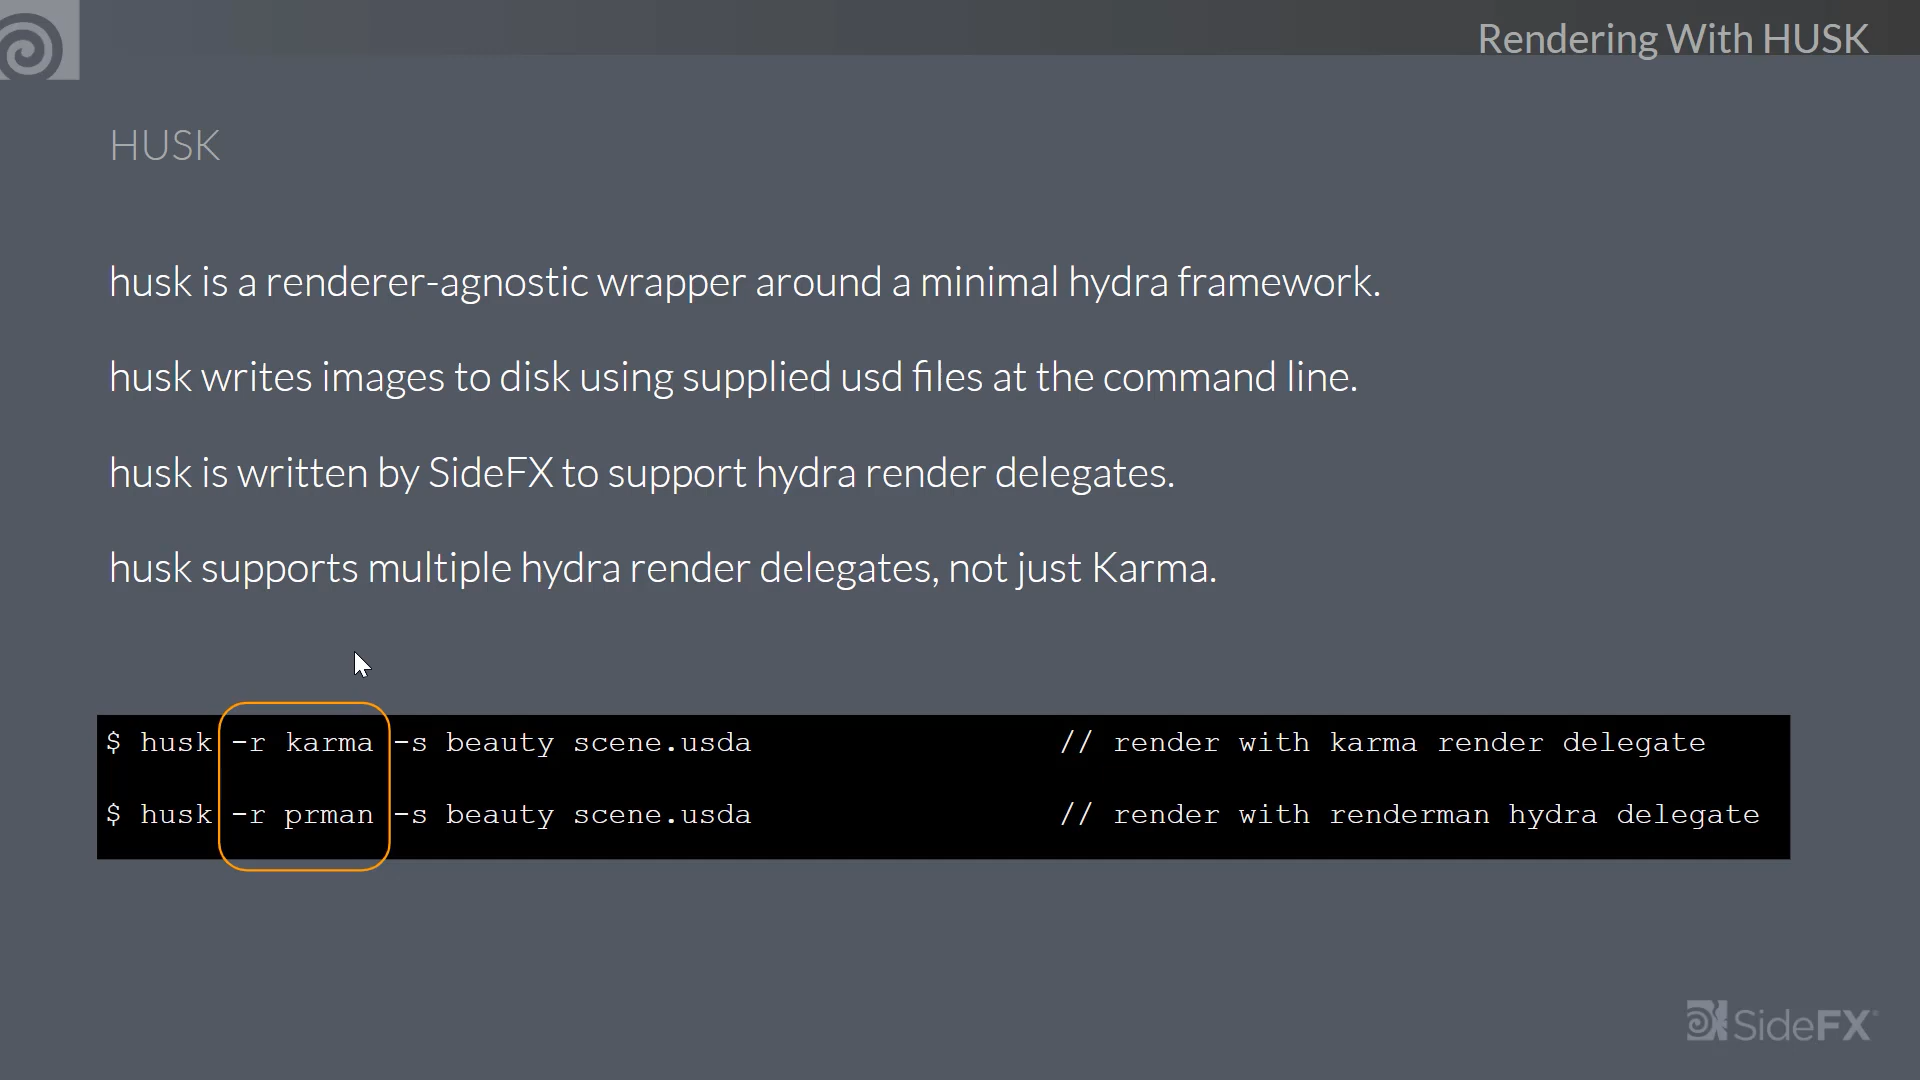 Rendering With HUSK
HUSK
husk is a renderer-agnostic wrapper around a minimal hydra framework.
husk writes images to disk using supplied usd files at the command line.
husk is written by SideFX to support hydra render delegates.
husk supports multiple hydra render delegates, not just Karma.
$ husk -r karma -s beauty scene.usda // render with karma render delegate
$ husk -r prman -s beauty scene.usda // render with renderman hydra delegate
SideFX